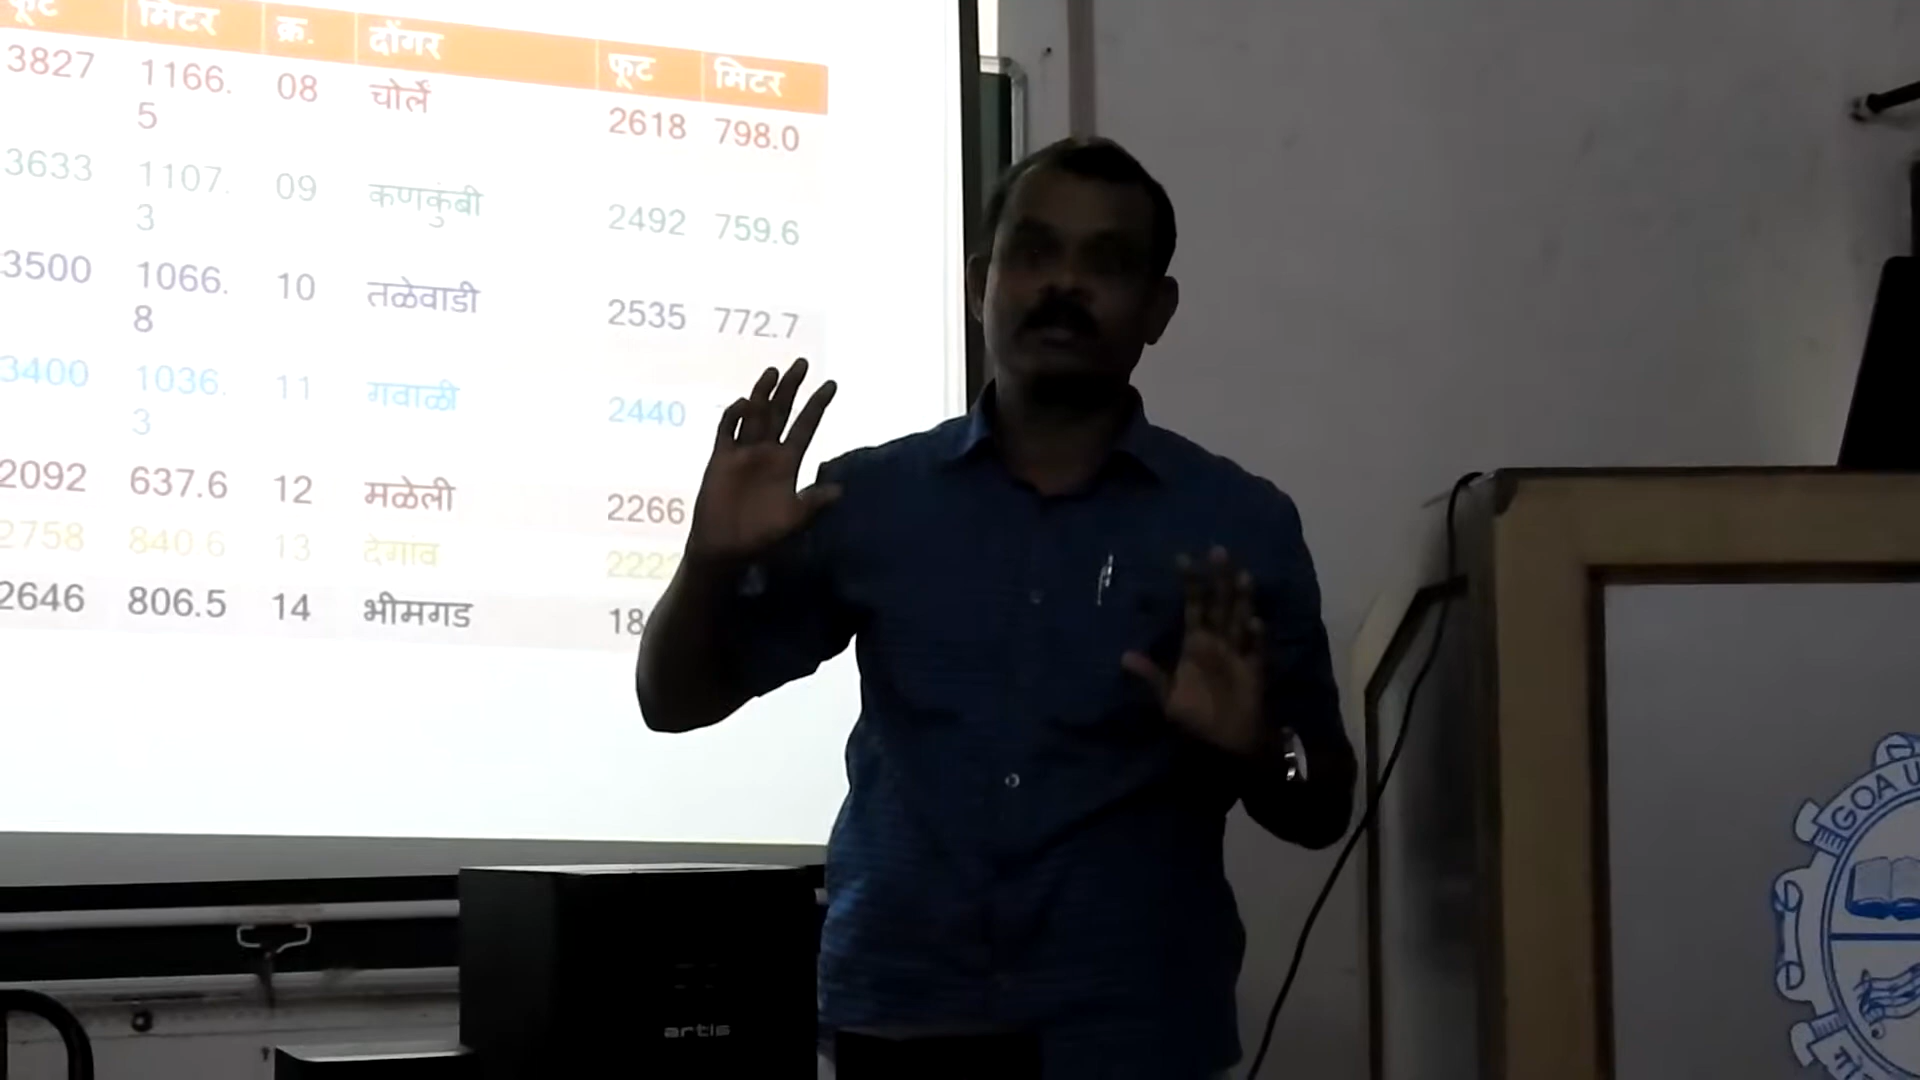 फूट मिटर क्र. डोंगर फूट मिटर
3827 1166.5 08 चोर्ले 2618 798.0
3633 1107.3 09 कणकुंबी 2492 759.6
3500 1066.8 10 तळेवाडी 2535 772.7
3400 1036.3 11 गवाळी 2440
2092 637.6 12 मळेली 2266
2758 840.6 13 देगांव 222
2646 806.5 14 भीमगड 18
artis
GOA U